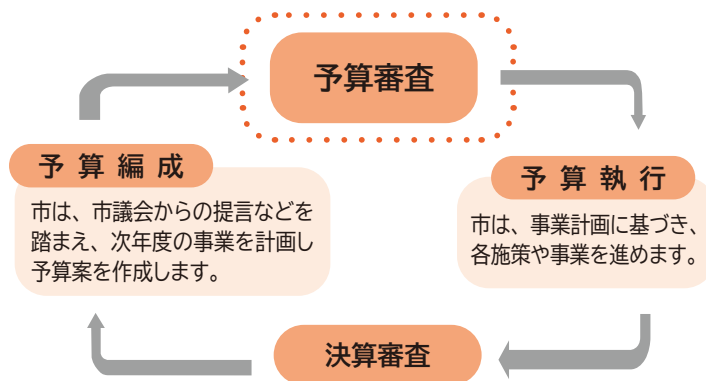 予算審査
予算編成
市は、市議会からの提言などを
踏まえ、次年度の事業を計画し
予算案を作成します。
予算執行
市は、事業計画に基づき、
各施策や事業を進めます。
決算審査